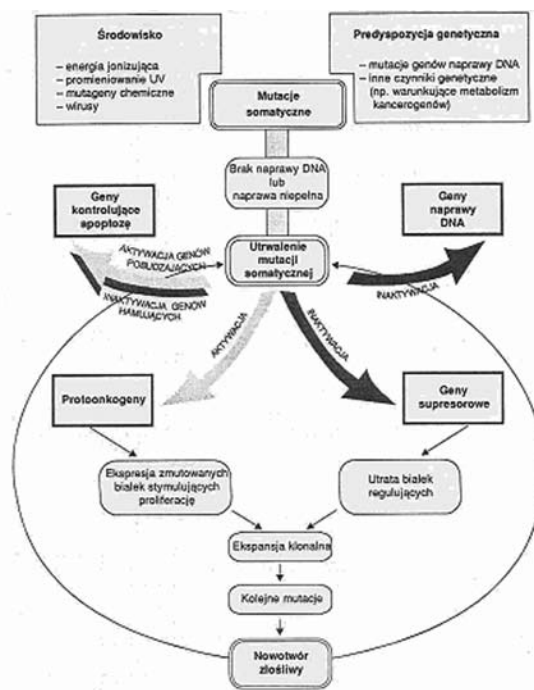 Środowisko
– energia jonizująca
– promieniowanie UV
– mutageny chemiczne
– wirusy
Predyspozycja genetyczna
– mutacje genów naprawy DNA
– inne czynniki genetyczne
(np. warunkujące metabolizm
kancerogenów)
Mutacje
somatyczne
Brak naprawy DNA
lub
naprawa niepełna
Geny
kontrolujące
apoptozę
Geny
naprawy
DNA
Utrwalenie
mutacji
somatycznej
AKTYWACJA GENÓW
POBUDZAJĄCYCH
INAKTYWACJA GENÓW
HAMUJĄCYCH
INAKTYWACJA
AKTYWACJA
INAKTYWACJA
Protoonkogeny
Geny
supresorowe
Ekspresja zmutowanych
białek stymulujących
proliferację
Utrata białek
regulujących
Ekspansja klonalna
Kolejne mutacje
Nowotwór
złośliwy